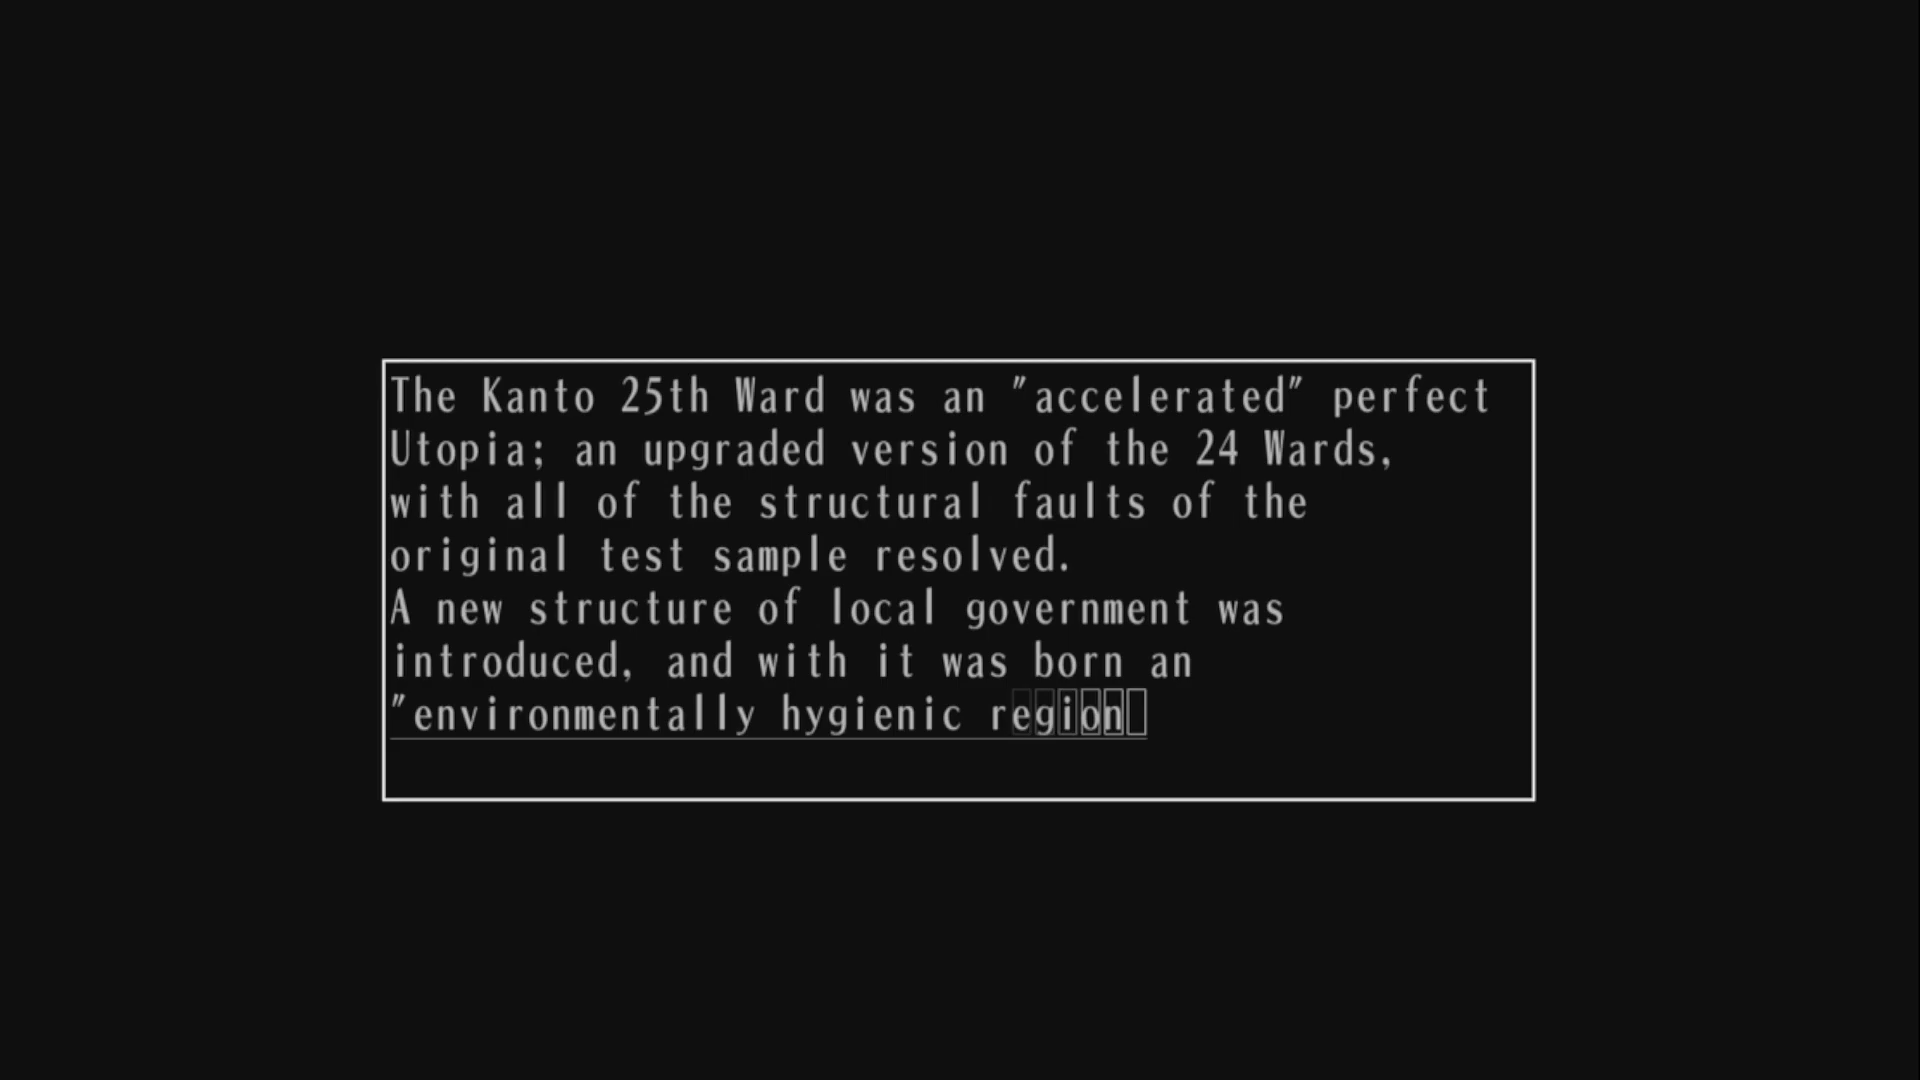 The Kanto 25th Ward was an "accelerated" perfect
Utopia; an upgraded version of the 24 Wards,
with all of the structural faults of the
original test sample resolved.
A new structure of local government was
introduced, and with it was born an
"environmentally hygienic region